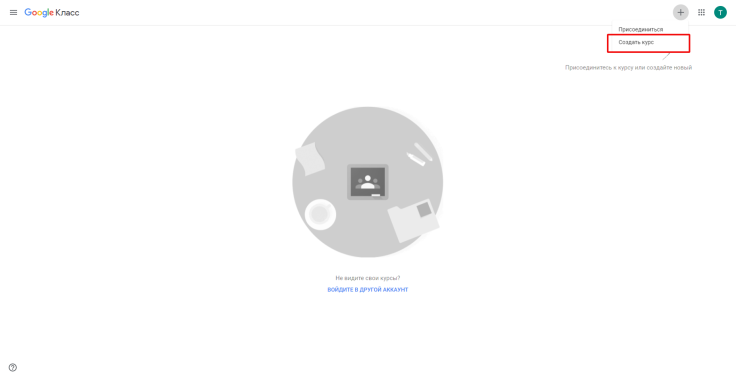 Google Класс
T
Присоединиться
Создать курс
Присоединитесь к курсу или создайте новый
Не видите свои курсы?
ВОЙДИТЕ В ДРУГОЙ АККАУНТ